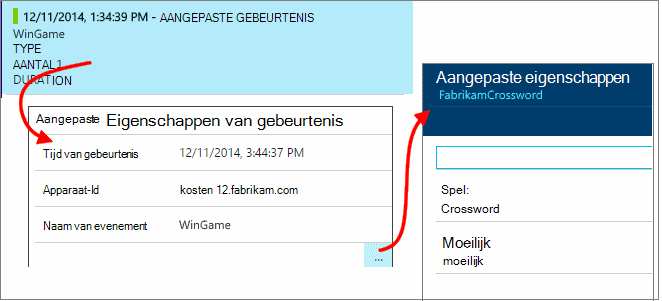 12/11/2014, 1:34:39 PM - AANGEPASTE GEBEURTENIS
WinGame
TYPE
AANTAL1
DURATION
Aangepaste Eigenschappen van gebeurtenis
Tijd van gebeurtenis 12/11/2014, 3:44:37 PM
Apparaat-Id kosten 12.fabrikam.com
Naam van evenement WinGame
...
Aangepaste eigenschappen
FabrikamCrossword
Spel:
Crossword
Moeilijk
moeilijk